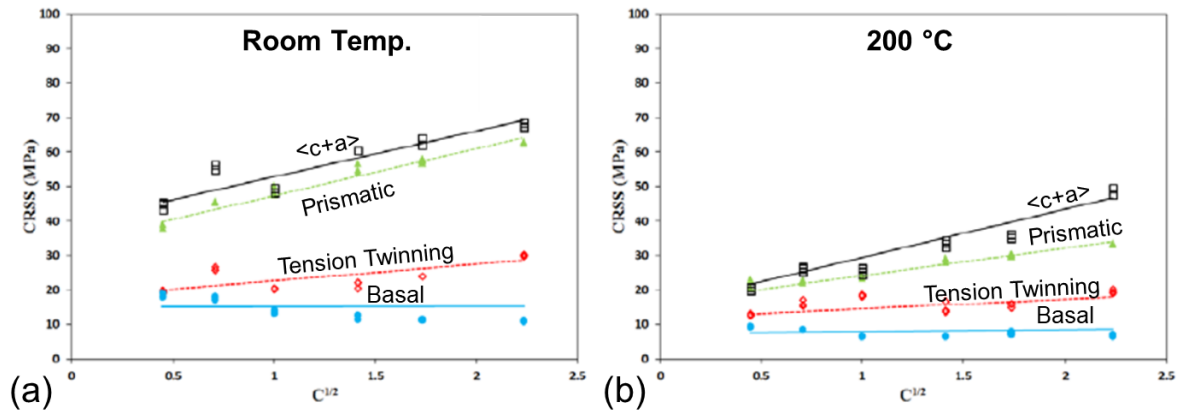 Room Temp.
100
90
80
70
60
50
40
30
20
10
0
CRSS (MPa)
<c+a>
Prismatic
Tension Twinning
Basal
0 0.5 1 1.5 2 2.5
C1/2
(a)
200 °C
100
90
80
70
60
50
40
30
20
10
0
CRSS (MPa)
<c+a>
Prismatic
Tension Twinning
Basal
0 0.5 1 1.5 2 2.5
C1/2
(b)